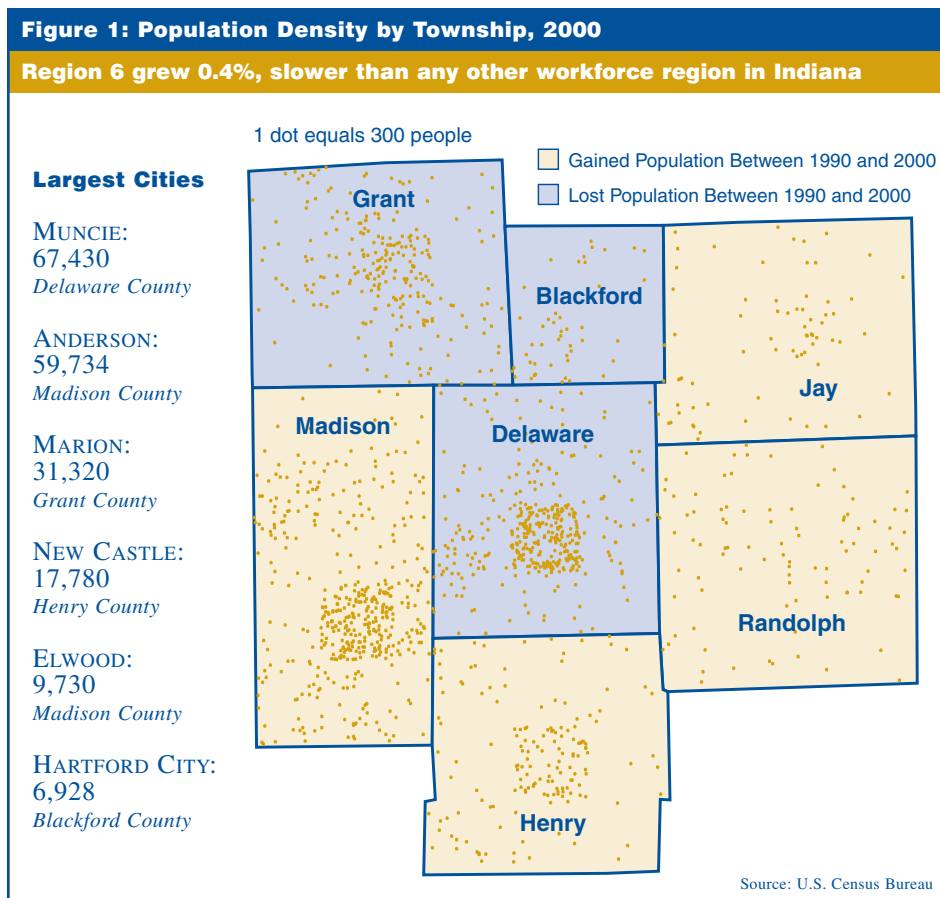 Figure 1: Population Density by Township, 2000
Region 6 grew 0.4%, slower than any other workforce region in Indiana
1 dot equals 300 people
Gained Population Between 1990 and 2000
Lost Population Between 1990 and 2000
Largest Cities
MUNCIE:
67,430
Delaware County
ANDERSON:
59,734
Madison County
MARION:
31,320
Grant County
NEW CASTLE:
17,780
Henry County
ELWOOD:
9,730
Madison County
HARTFORD CITY:
6,928
Blackford County
Grant
Blackford
Jay
Madison
Delaware
Randolph
Henry
Source: U.S. Census Bureau